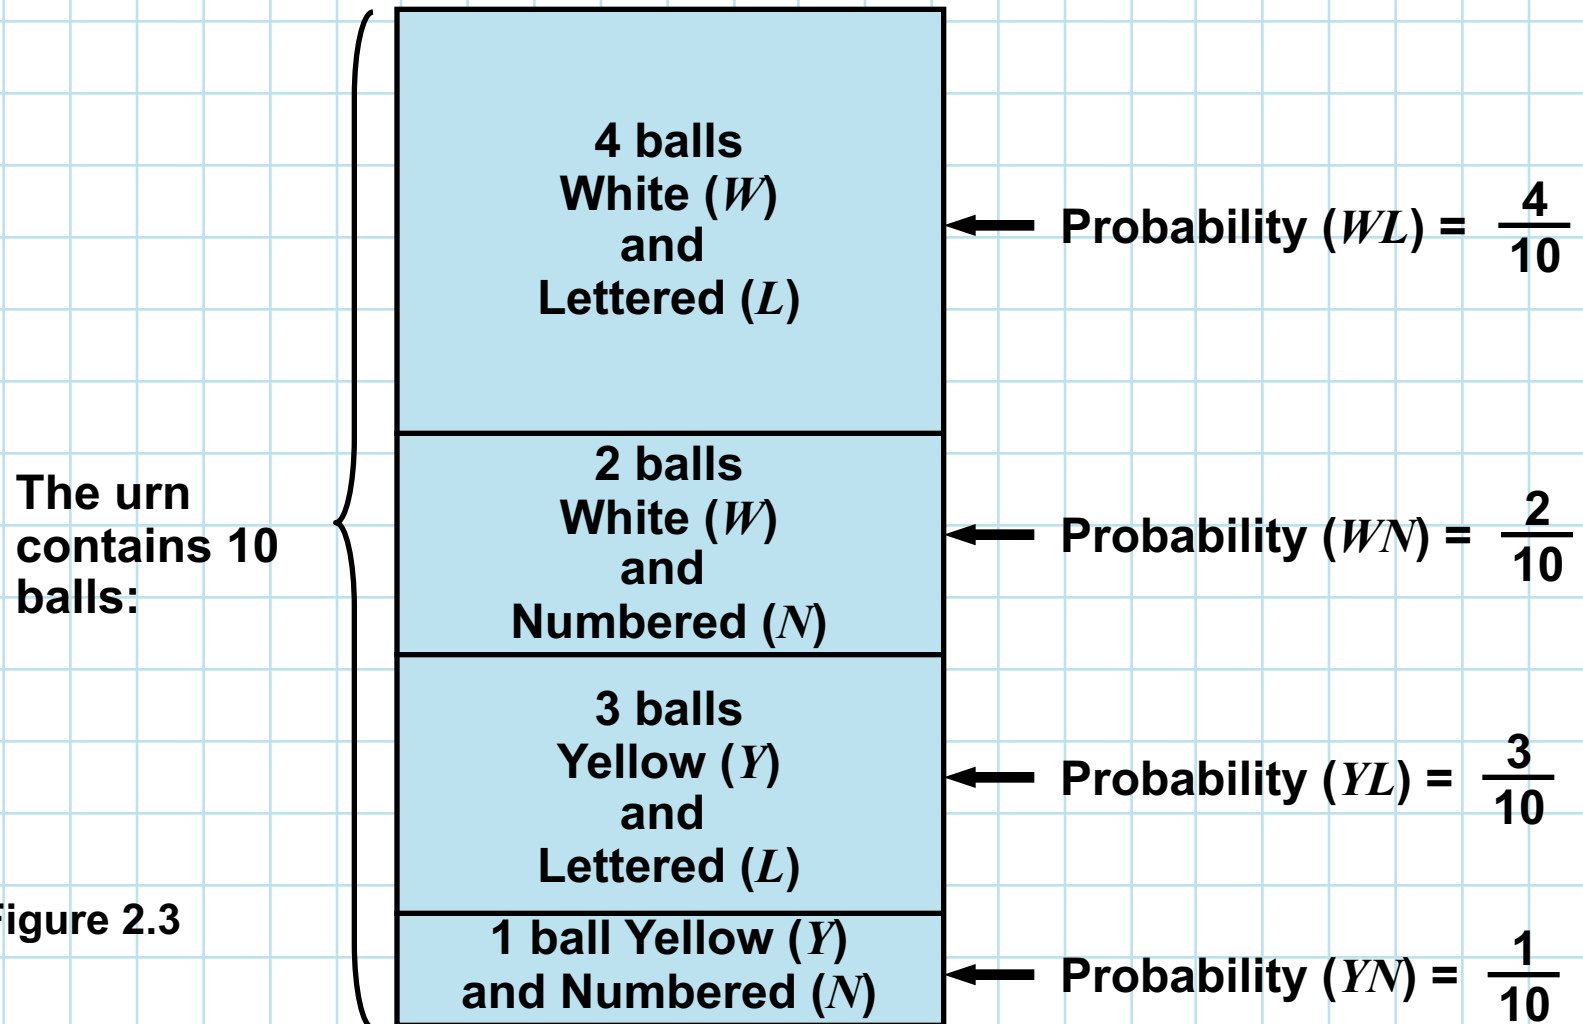 The urn
contains 10
balls:
4 balls
White (W)
and
Lettered (L)
Probability (WL) = 4/10
2 balls
White (W)
and
Numbered (N)
Probability (WN) = 2/10
3 balls
Yellow (Y)
and
Lettered (L)
Probability (YL) = 3/10
1 ball Yellow (Y)
and Numbered (N)
Probability (YN) = 1/10
Figure 2.3